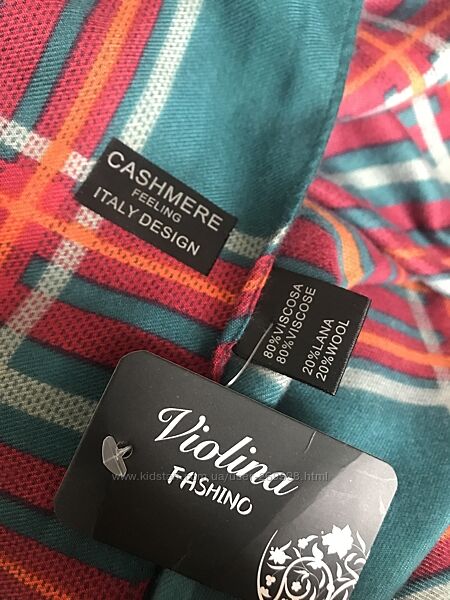 CASHMERE
FEELING
ITALY DESIGN
80%VISCOSA
80%VISCOSE
20%LANA
20%WOOL
Violina
FASHINO